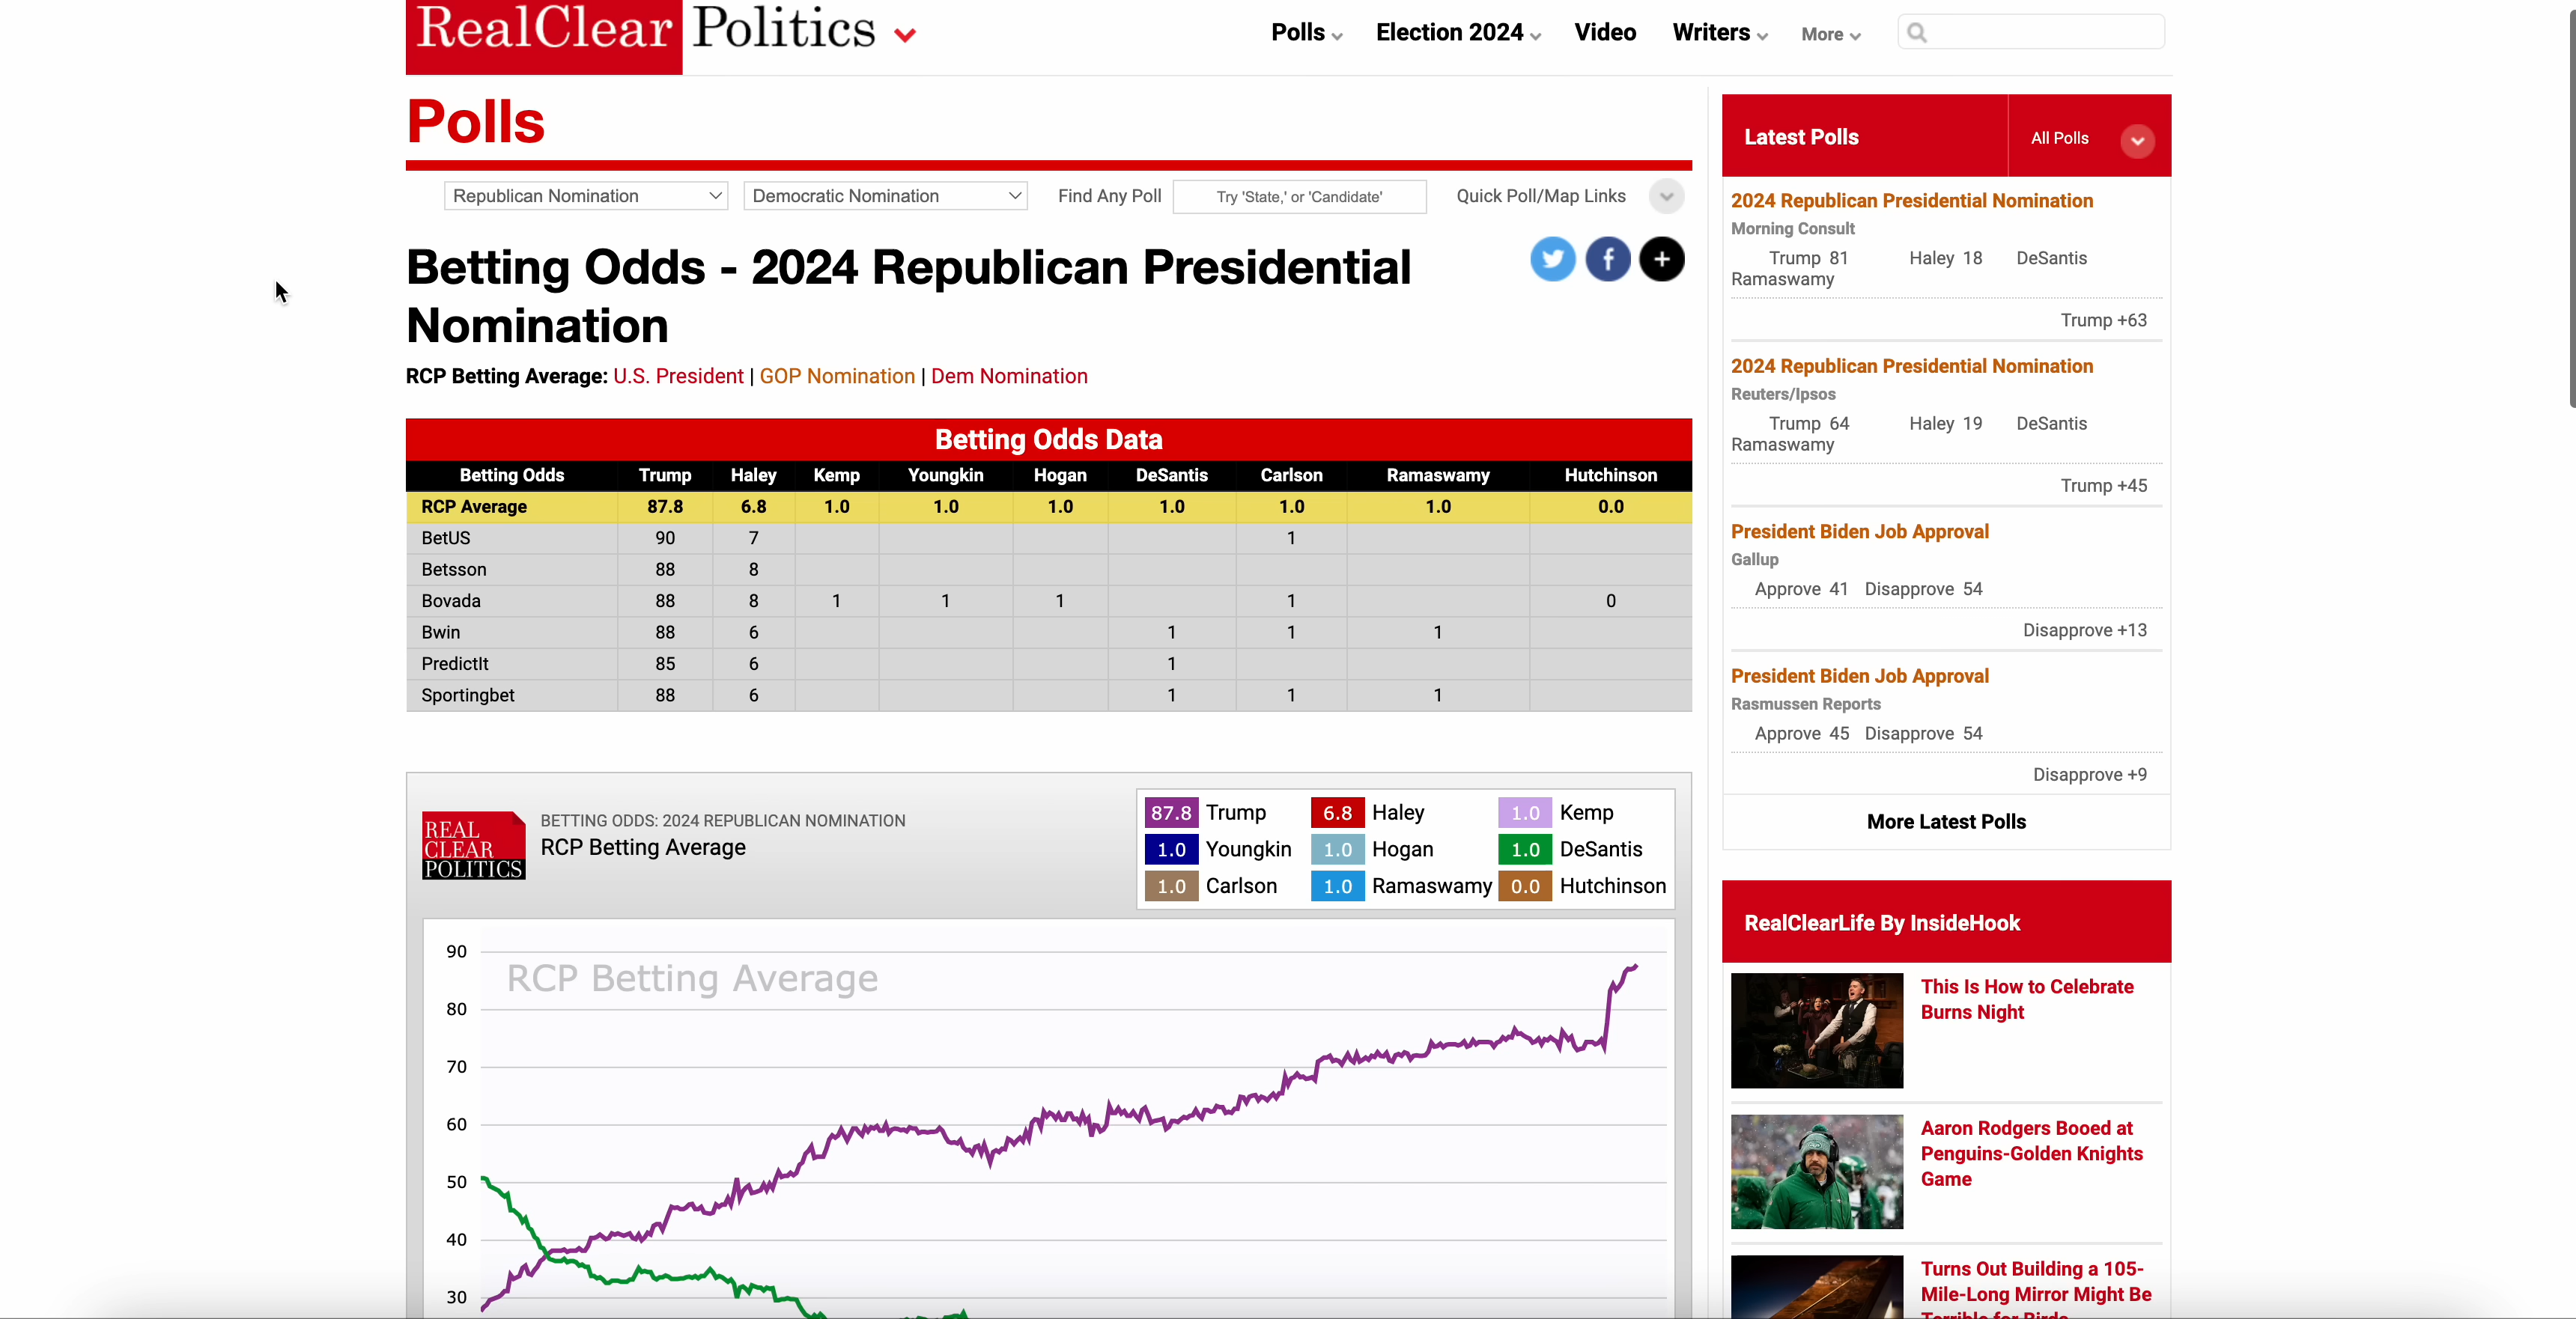 RealClear Politics
Polls Election 2024 Video Writers More
Polls
Republican Nomination Democratic Nomination Find Any Poll Try 'State,' or 'Candidate' Quick Poll/Map Links
Betting Odds - 2024 Republican Presidential
Nomination
RCP Betting Average: U.S. President | GOP Nomination | Dem Nomination
Betting Odds Data
Betting Odds Trump Haley Kemp Youngkin Hogan DeSantis Carlson Ramaswamy Hutchinson
RCP Average 87.8 6.8 1.0 1.0 1.0 1.0 1.0 1.0 0.0
BetUS 90 7 1
Betsson 88 8
Bovada 88 8 1 1 1 1 0
Bwin 88 6 1 1 1
PredictIt 85 6 1
Sportingbet 88 6 1 1 1
REAL
CLEAR
POLITICS
BETTING ODDS: 2024 REPUBLICAN NOMINATION
RCP Betting Average
87.8 Trump 6.8 Haley 1.0 Kemp
1.0 Youngkin 1.0 Hogan 1.0 DeSantis
1.0 Carlson 1.0 Ramaswamy 0.0 Hutchinson
RCP Betting Average
90
80
70
60
50
40
30
Latest Polls All Polls
2024 Republican Presidential Nomination
Morning Consult
Trump 81 Haley 18 DeSantis
Ramaswamy
Trump +63
2024 Republican Presidential Nomination
Reuters/Ipsos
Trump 64 Haley 19 DeSantis
Ramaswamy
Trump +45
President Biden Job Approval
Gallup
Approve 41 Disapprove 54
Disapprove +13
President Biden Job Approval
Rasmussen Reports
Approve 45 Disapprove 54
Disapprove +9
More Latest Polls
RealClearLife By InsideHook
This Is How to Celebrate
Burns Night
Aaron Rodgers Booed at
Penguins-Golden Knights
Game
Turns Out Building a 105-
Mile-Long Mirror Might Be
Terrible for Birds